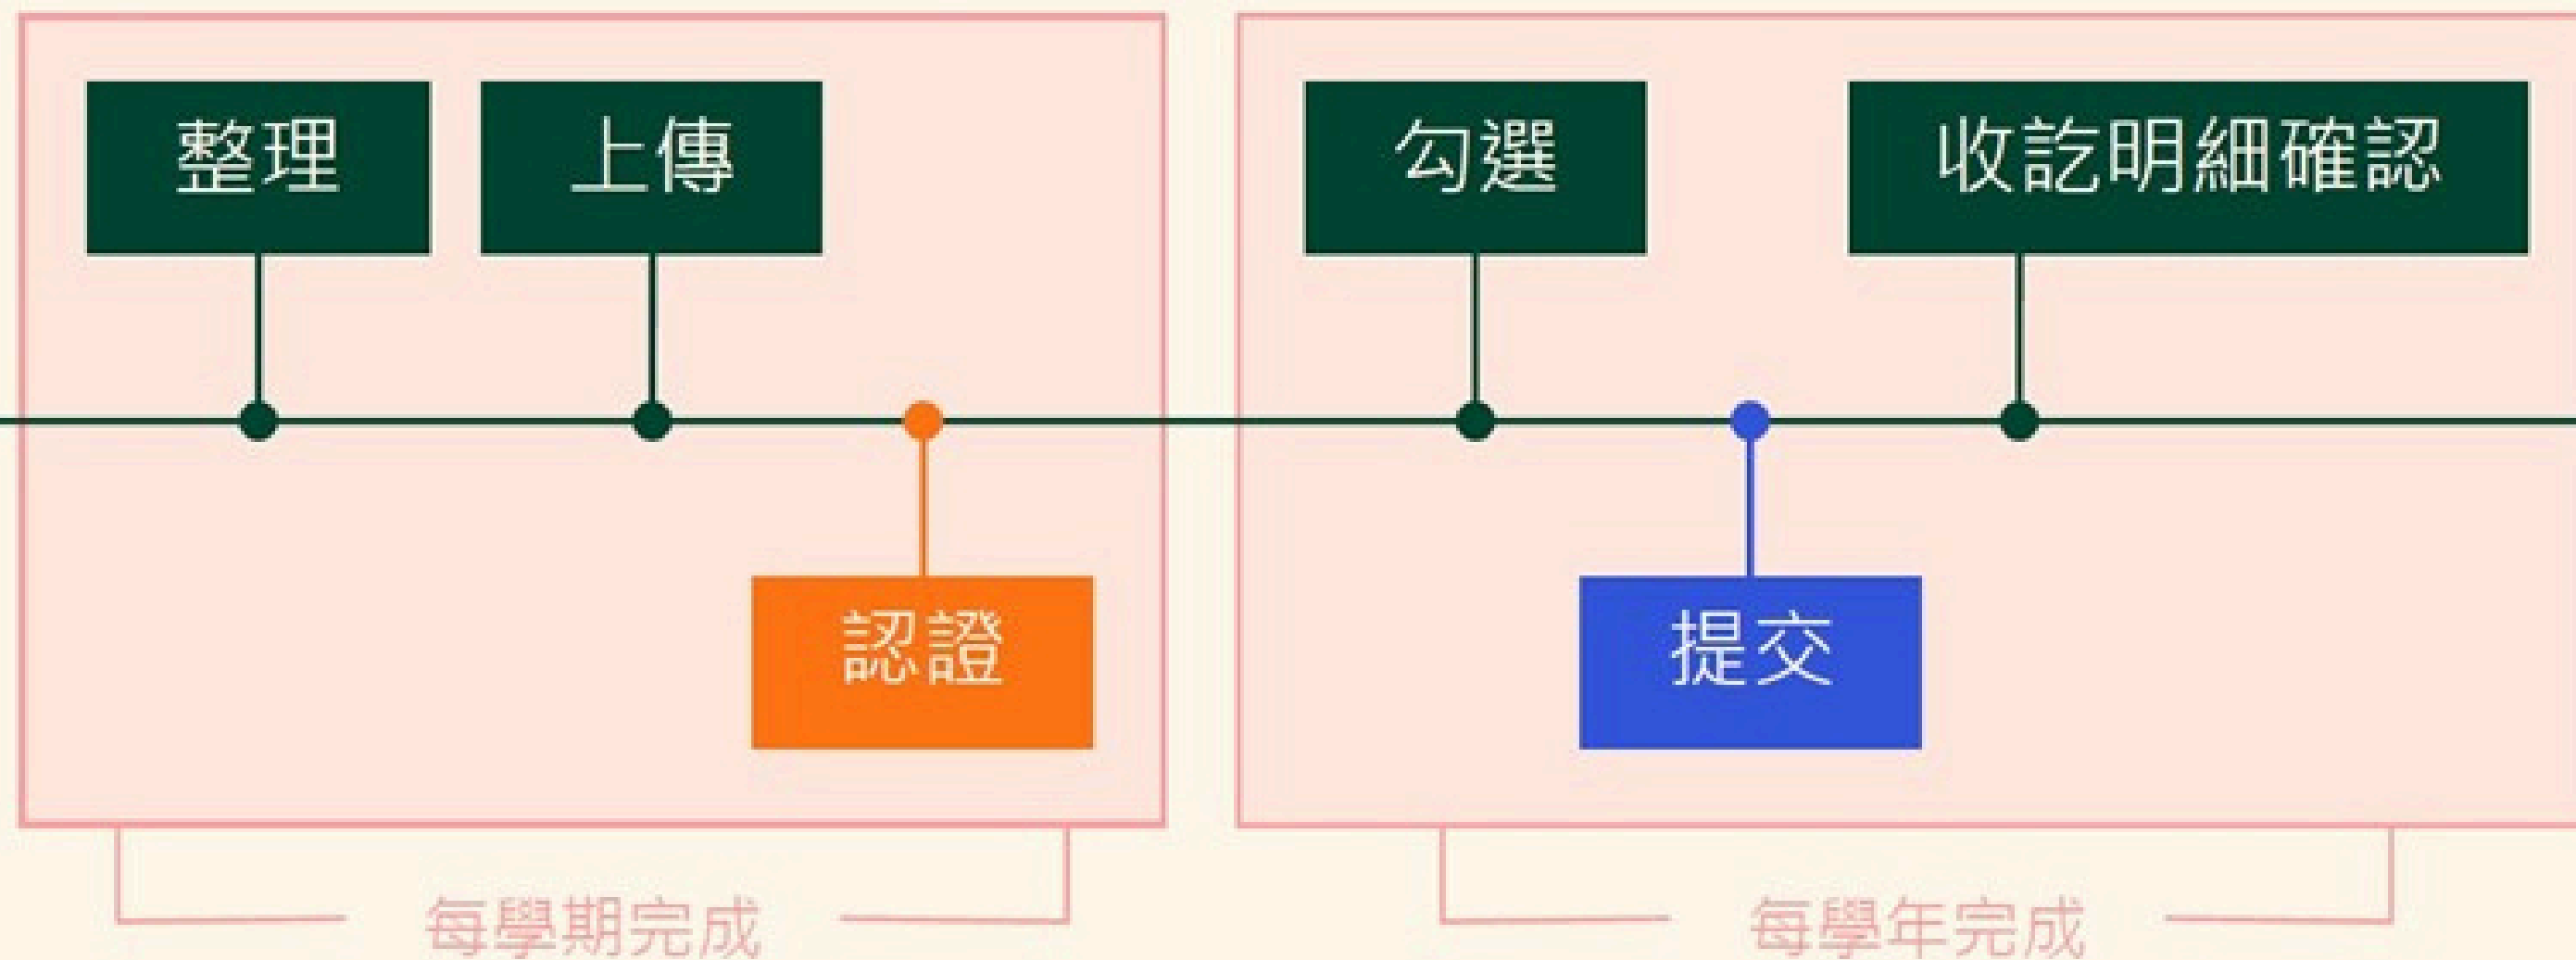 整理
上傳
認證
每學期完成
勾選
收訖明細確認
提交
每學年完成